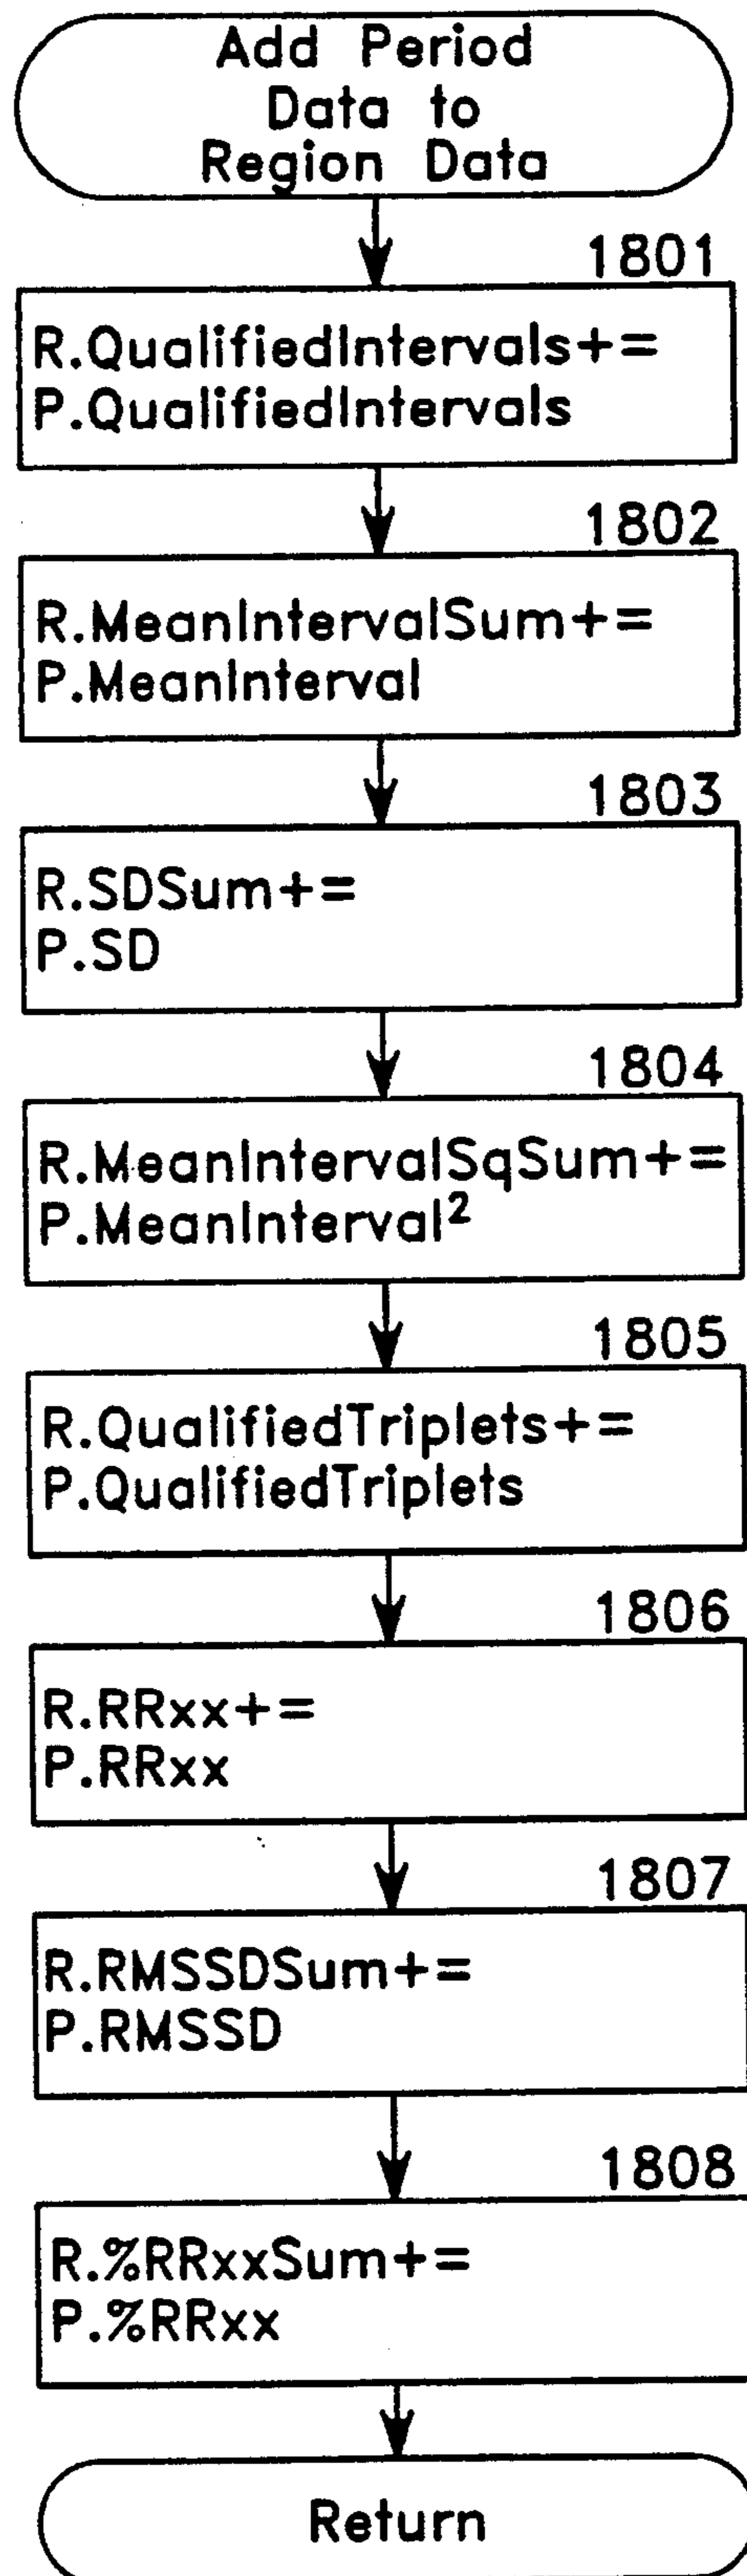 Add Period
Data to
Region Data
1801
R.QualifiedIntervals+=
P.QualifiedIntervals
1802
R.MeanIntervalSum+=
P.MeanInterval
1803
R.SDSum+=
P.SD
1804
R.MeanIntervalSqSum+=
P.MeanInterval²
1805
R.QualifiedTriplets+=
P.QualifiedTriplets
1806
R.RRxx+=
P.RRxx
1807
R.RMSSDSum+=
P.RMSSD
1808
R.%RRxxSum+=
P.%RRxx
Return